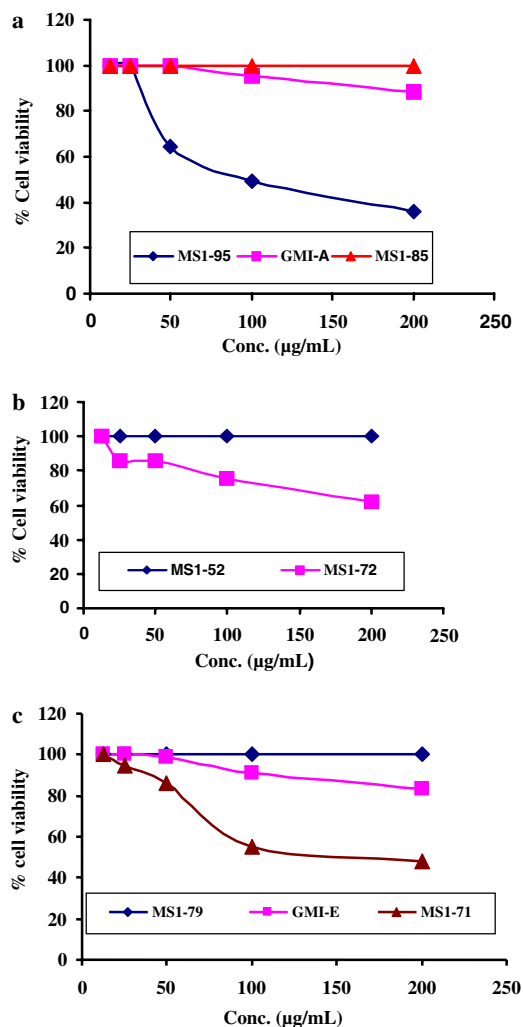 a
120
100
80
60
40
20
0
% Cell viability
MS1-95 GMI-A MS1-85
0 50 100 150 200 250
Conc. (µg/mL)
b
120
100
80
60
40
20
0
% Cell viability
MS1-52 MS1-72
0 50 100 150 200 250
Conc. (µg/mL)
c
120
100
80
60
40
20
0
% cell viability
MS1-79 GMI-E MS1-71
0 50 100 150 200 250
Conc. (µg/mL)